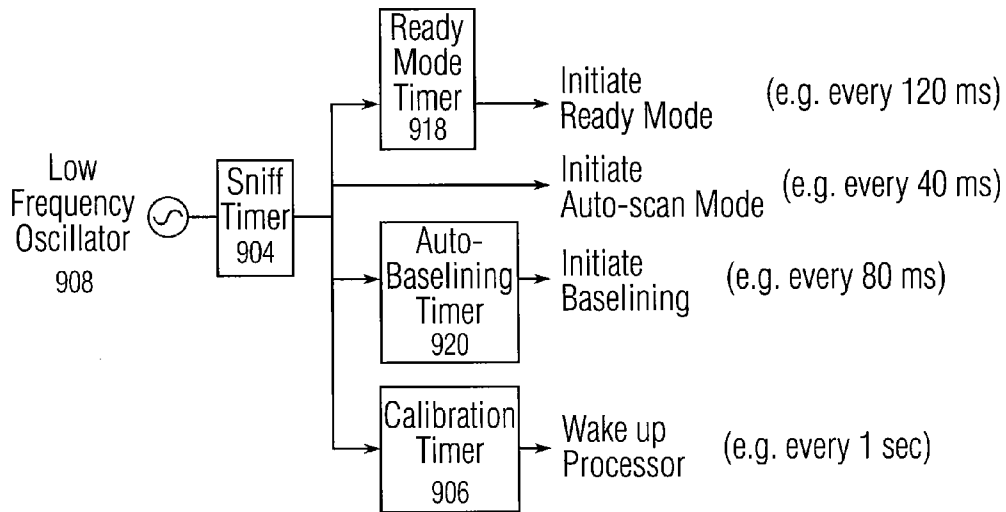 Ready
Mode
Timer
918
Initiate
Ready Mode
(e.g. every 120 ms)
Low
Frequency
Oscillator
908
Sniff
Timer
904
Initiate
Auto-scan Mode
(e.g. every 40 ms)
Auto-
Baselining
Timer
920
Initiate
Baselining
(e.g. every 80 ms)
Calibration
Timer
906
Wake up
Processor
(e.g. every 1 sec)